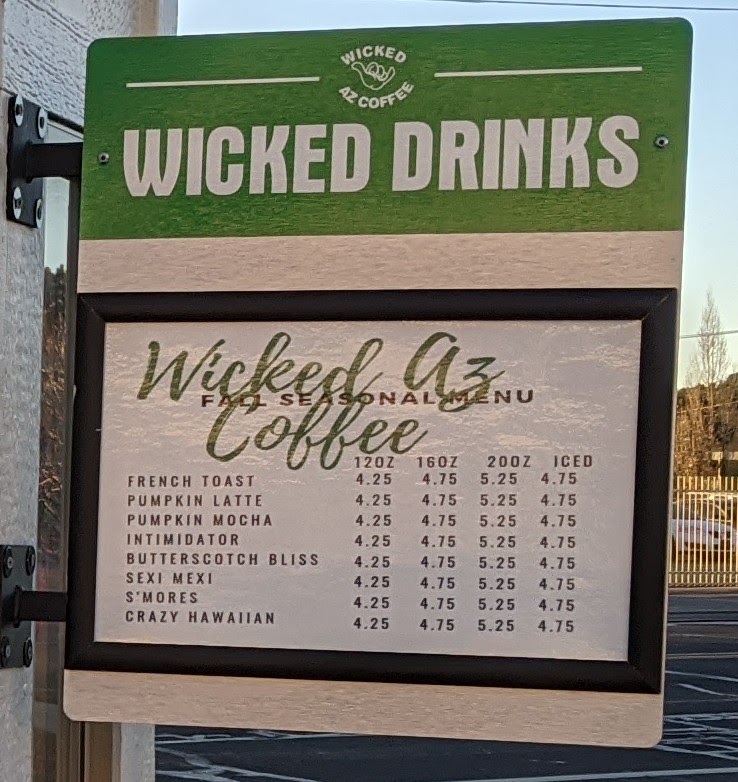 WICKED
AZ COFFEE
WICKED DRINKS
Wicked Az
FALL SEASONAL MENU
Coffee
12OZ 16OZ 20OZ ICED
FRENCH TOAST 4.25 4.75 5.25 4.75
PUMPKIN LATTE 4.25 4.75 5.25 4.75
PUMPKIN MOCHA 4.25 4.75 5.25 4.75
INTIMIDATOR 4.25 4.75 5.25 4.75
BUTTERSCOTCH BLISS 4.25 4.75 5.25 4.75
SEXI MEXI 4.25 4.75 5.25 4.75
S'MORES 4.25 4.75 5.25 4.75
CRAZY HAWAIIAN 4.25 4.75 5.25 4.75